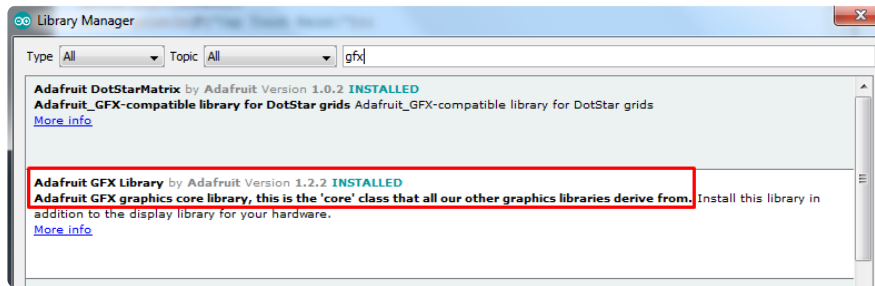 Library Manager
Type All Topic All gfx
Adafruit DotStarMatrix by Adafruit Version 1.0.2 INSTALLED
Adafruit_GFX-compatible library for DotStar grids Adafruit_GFX-compatible library for DotStar grids
More info
Adafruit GFX Library by Adafruit Version 1.2.2 INSTALLED
Adafruit GFX graphics core library, this is the 'core' class that all our other graphics libraries derive from. Install this library in
addition to the display library for your hardware.
More info